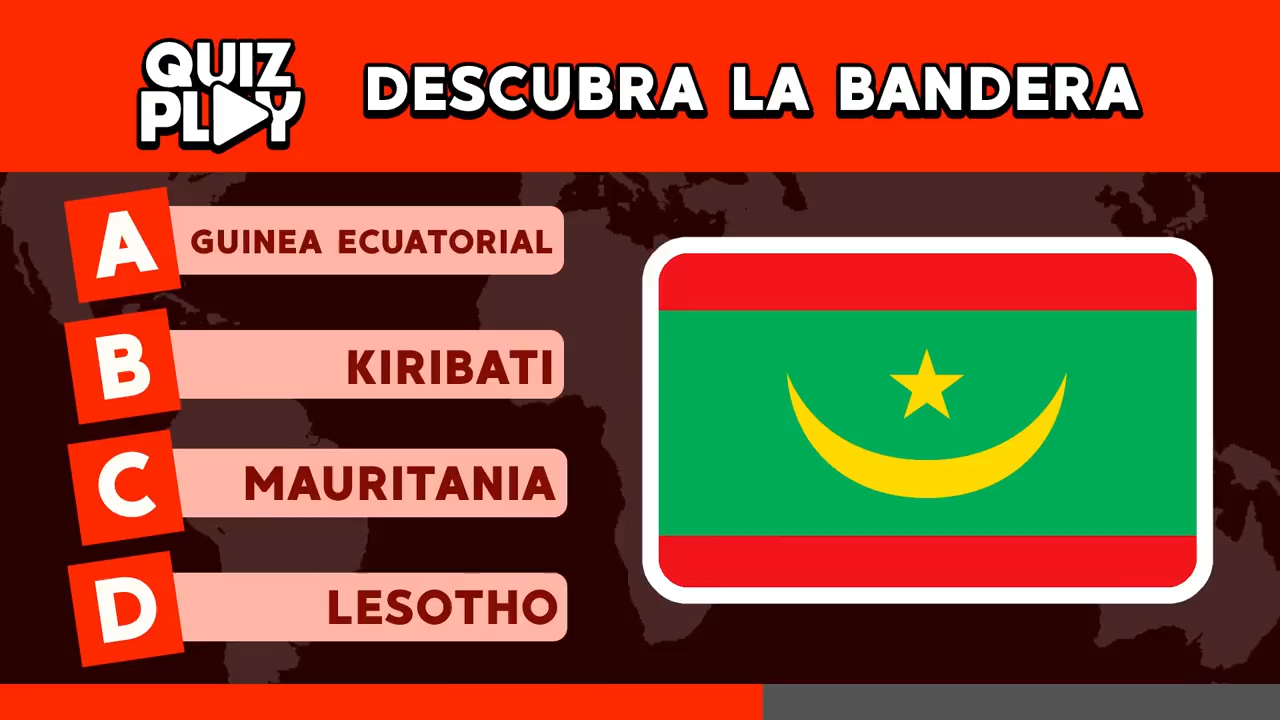 QUIZ
PLAY
DESCUBRA LA BANDERA
A GUINEA ECUATORIAL
B KIRIBATI
C MAURITANIA
D LESOTHO